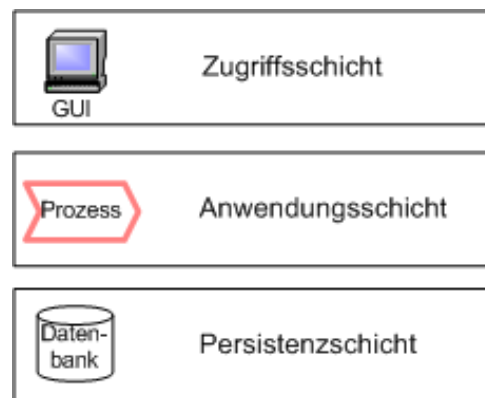 Zugriffsschicht
GUI
Prozess
Anwendungsschicht
Daten-
bank
Persistenzschicht